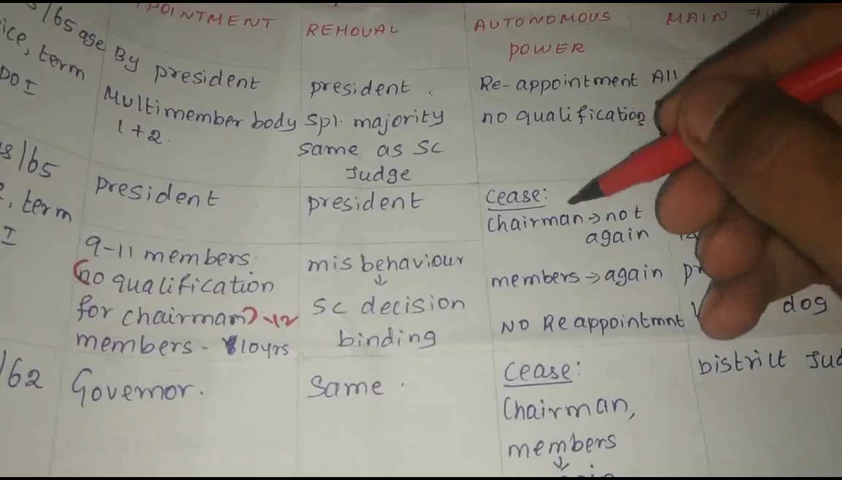 POINTMENT
REMOVAL
AUTONOMOUS
POWER
MAIN
/65 age
ice, term
DOI
By president
Multimember body
1+2.
president.
spl. majority
same as SC
Judge
Re-appointment All
no qualification
/65
, term
I
president
9-11 members.
(no qualification
for chairman)
members - 10yrs
president
misbehaviour
↓
SC decision
binding
Cease:
Chairman → not
again
members → again
NO Reappointmnt
dog
/62
Governor.
Same.
Cease:
Chairman,
members
↓
District Jud